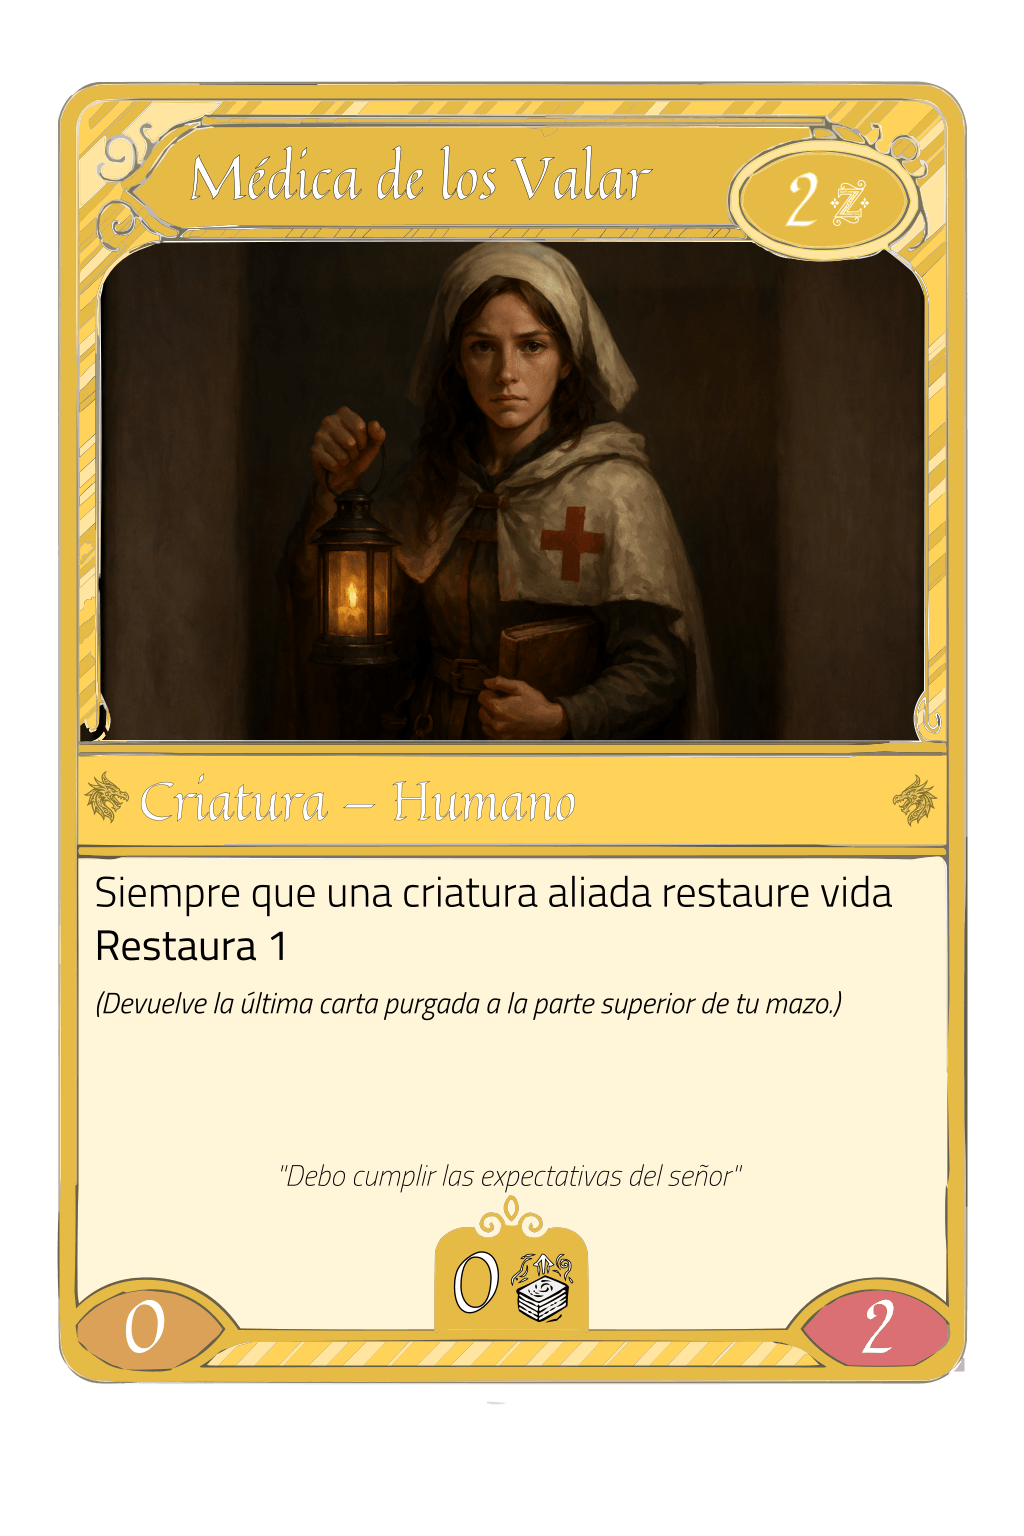 Médica de los Valar
2 Z
Criatura – Humano
Siempre que una criatura aliada restaure vida
Restaura 1
(Devuelve la última carta purgada a la parte superior de tu mazo.)
"Debo cumplir las expectativas del señor"
0
0
2